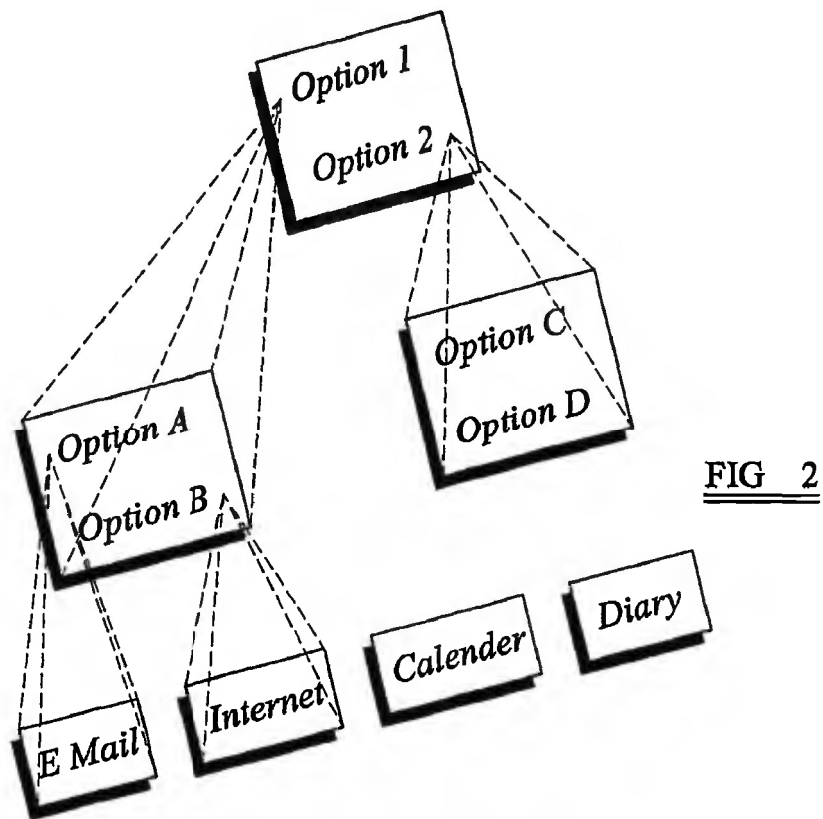 Option 1
Option 2
Option C
Option D
Option A
Option B
FIG 2
E Mail
Internet
Calender
Diary